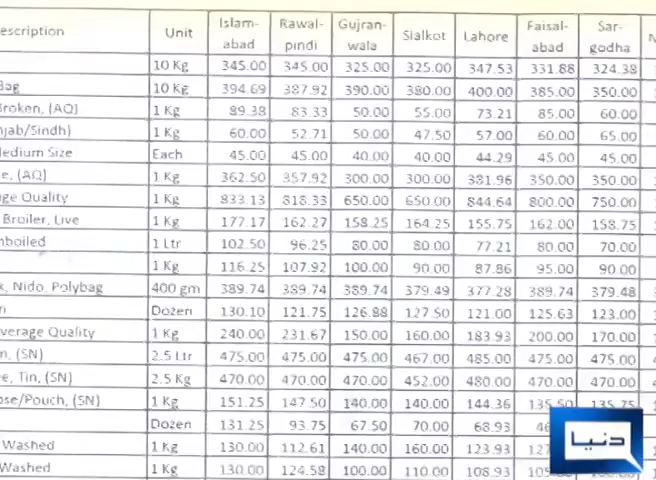 escription Unit Islam-abad Rawal-pindi Gujran-wala Sialkot Lahore Faisal-abad Sar-godha N
10 Kg 345.00 345.00 325.00 325.00 347.53 331.88 324.38
Bag 10 Kg 394.69 387.92 390.00 380.00 400.00 385.00 350.00
Broken, (AQ) 1 Kg 89.38 83.33 50.00 55.00 73.21 85.00 60.00
njab/Sindh) 1 Kg 60.00 52.71 50.00 47.50 57.00 60.00 65.00
Medium Size Each 45.00 45.00 40.00 40.00 44.29 45.00 45.00
e, (AQ) 1 Kg 362.50 357.92 300.00 300.00 381.96 350.00 350.00
ge Quality 1 Kg 833.13 818.33 650.00 650.00 844.64 800.00 750.00
Broiler, Live 1 Kg 177.17 162.27 158.25 164.25 155.75 162.00 158.75
nboiled 1 Ltr 102.50 96.25 80.00 80.00 77.21 80.00 70.00
1 Kg 116.25 107.92 100.00 90.00 87.86 95.00 90.00
k, Nido, Polybag 400 gm 389.74 389.74 389.74 379.49 377.28 389.74 379.48
n Dozen 130.10 121.75 126.88 127.50 121.00 125.63 123.00
verage Quality 1 Kg 240.00 231.67 150.00 160.00 183.93 200.00 170.00
n, (SN) 2.5 Ltr 475.00 475.00 475.00 467.00 485.00 475.00 475.00
ee, Tin, (SN) 2.5 Kg 470.00 470.00 470.00 452.00 480.00 470.00 470.00
ose/Pouch, (SN) 1 Kg 151.25 147.50 140.00 140.00 144.36 135.50 135.75
Dozen 131.25 93.75 67.50 70.00 68.93
Washed 1 Kg 130.00 112.61 140.00 160.00 123.93
Washed 1 Kg 130.00 124.58 100.00 110.00 108.93
دنیا